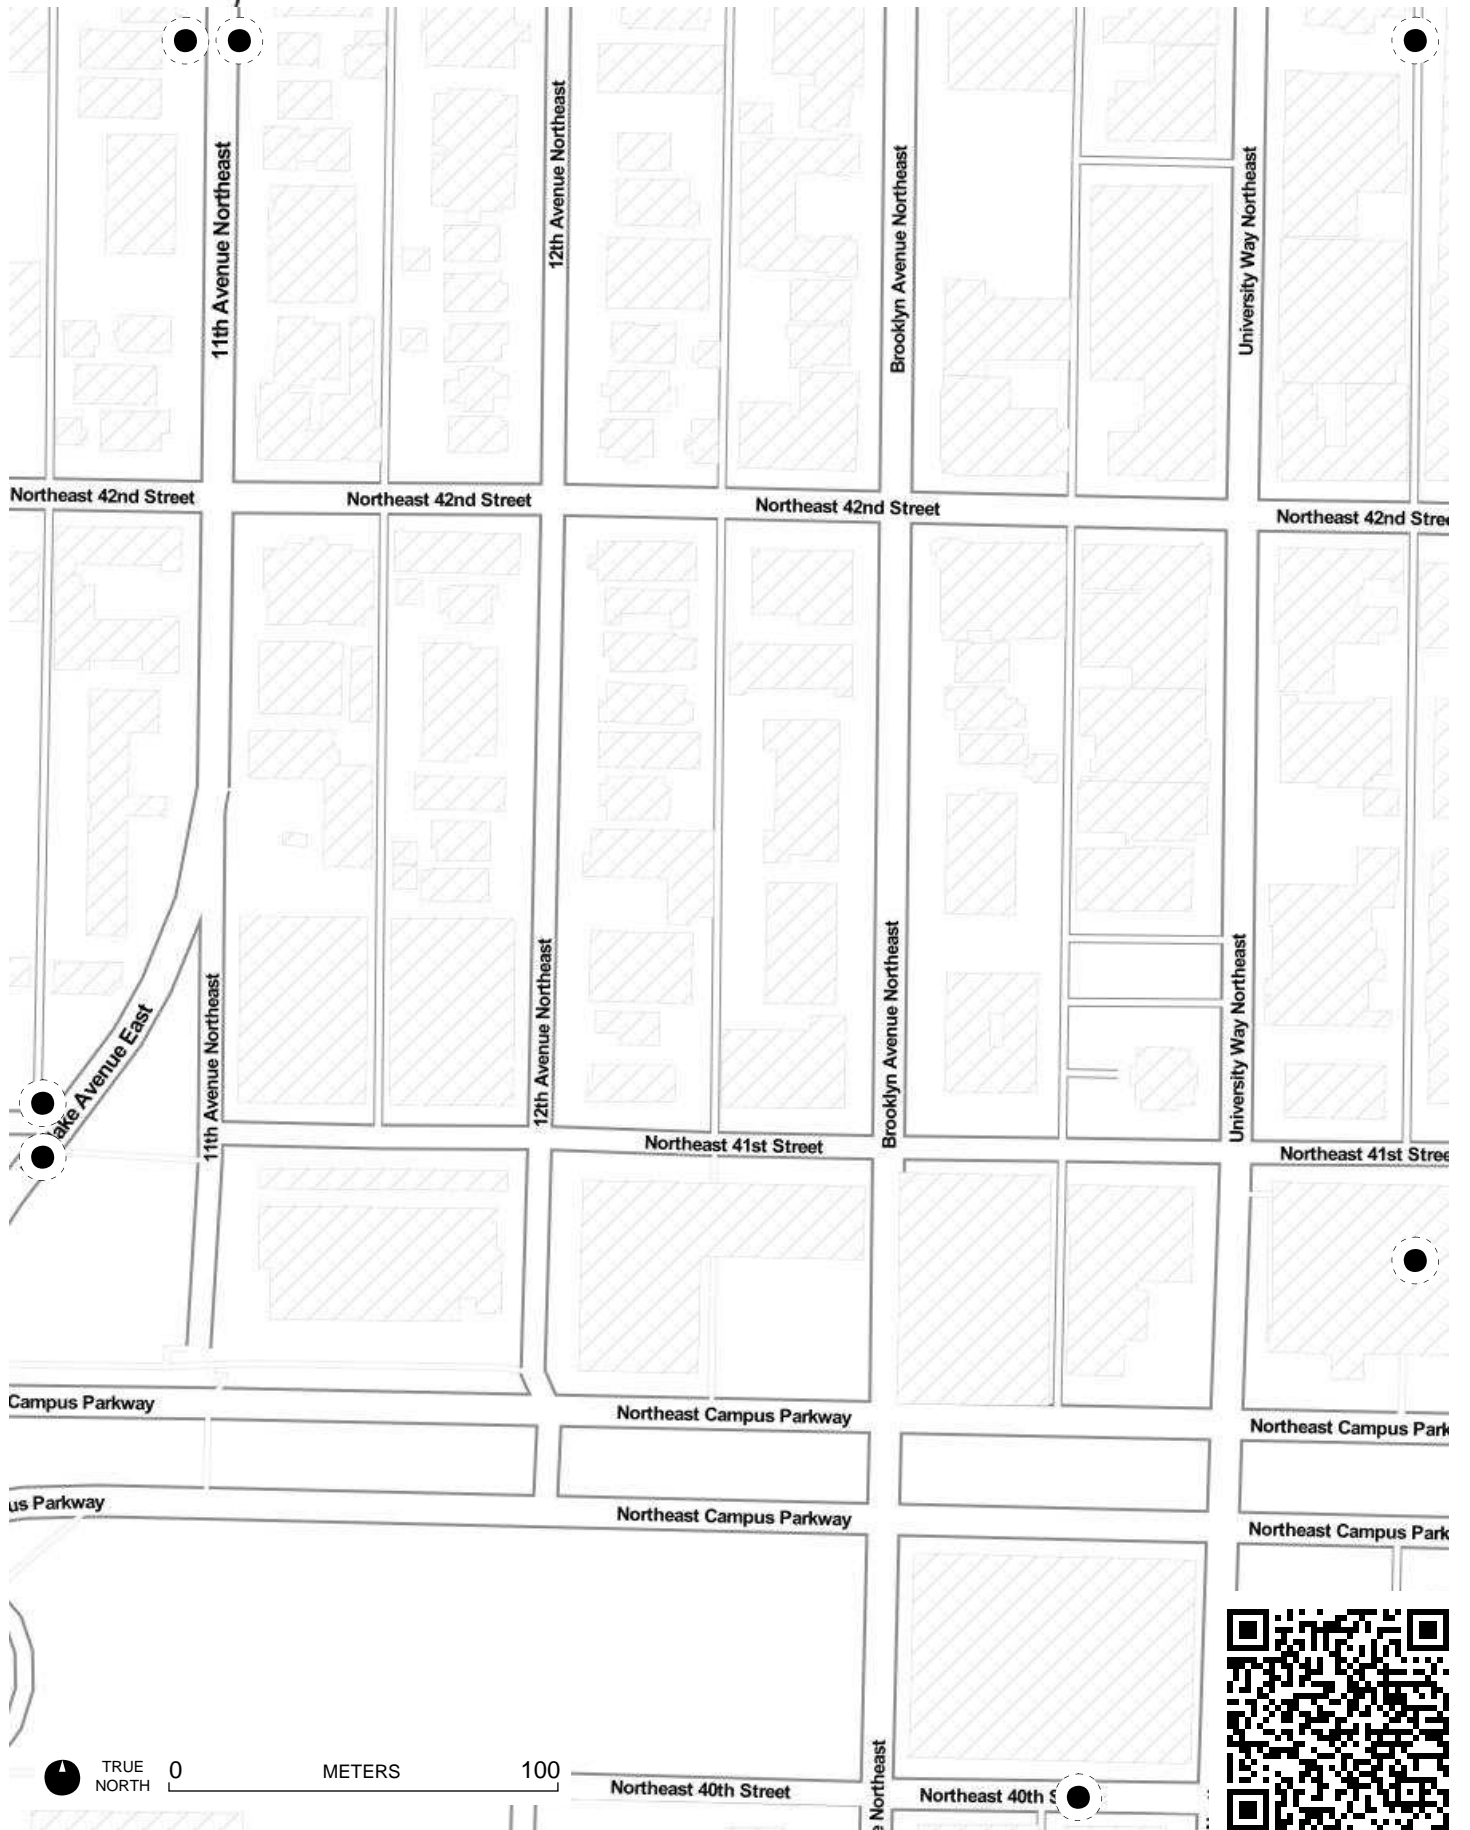 12th Avenue Northeast
11th Avenue Northeast
Brooklyn Avenue Northeast
University Way Northeast
Northeast 42nd Street
Northeast 42nd Street
Northeast 42nd Street
Northeast 42nd Stre
11th Avenue Northeast
12th Avenue Northeast
Brooklyn Avenue Northeast
University Way Northeast
ake Avenue East
Northeast 41st Street
Northeast 41st Stree
Campus Parkway
Northeast Campus Parkway
Northeast Campus Park
us Parkway
Northeast Campus Parkway
Northeast Campus Park
e Northeast
TRUE
NORTH
0 METERS 100
Northeast 40th Street
Northeast 40th S